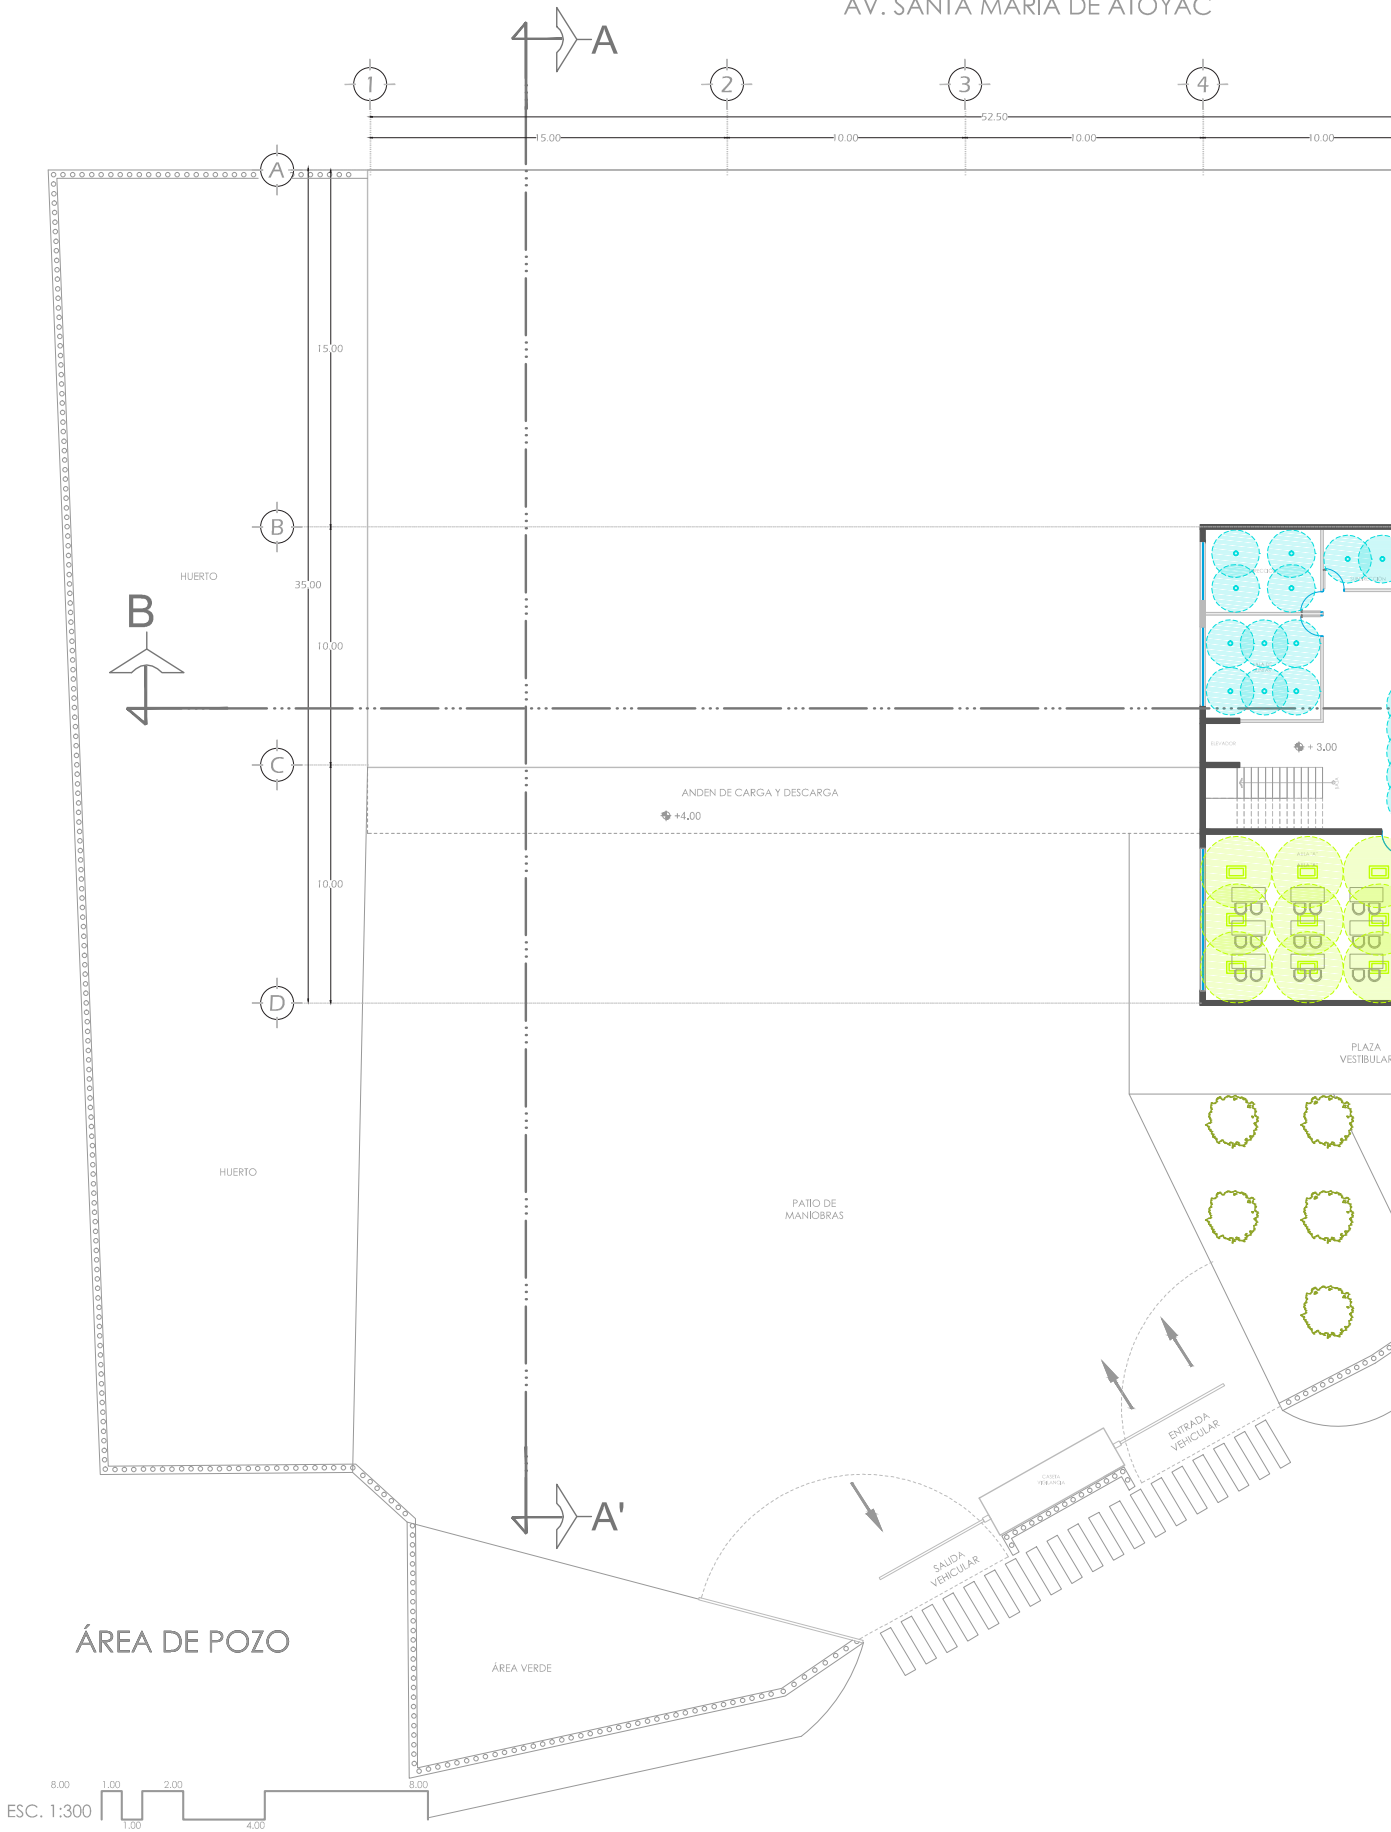 AV. SANTA MARIA DE ATOYAC
A
1
2
3
4
52.50
15.00
10.00
10.00
10.00
A
15.00
B
HUERTO
35.00
B
10.00
+ 3.00
C
ANDEN DE CARGA Y DESCARGA
+4.00
10.00
D
PLAZA
VESTIBULAR
HUERTO
PATIO DE
MANIOBRAS
ENTRADA
VEHICULAR
CASETA
VIGILANCIA
A'
SALIDA
VEHICULAR
ÁREA DE POZO
ÁREA VERDE
8.00
1.00
2.00
8.00
ESC. 1:300
1.00
4.00